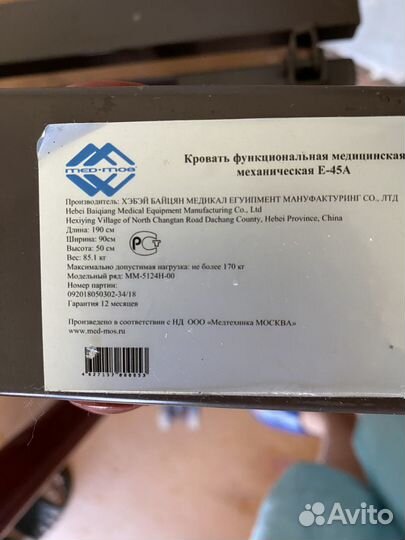 MED-MOS
Кровать функциональная медицинская
механическая E-45A
Производитель: ХЭБЭЙ БАЙЦЯН МЕДИКАЛ ЕГУИПМЕНТ МАНУФАКТУРИНГ СО., ЛТД
Hebei Baiqiang Medical Equipment Manufacturing Co., Ltd
Hexiying Village of North Changtan Road Dachang County, Hebei Province, China
Длина: 190 см
Ширина: 90см
Высота: 50 см
Вес: 85.1 кг
Максимально допустимая нагрузка: не более 170 кг
Модельный ряд: ММ-5124Н-00
Номер партии:
092018050302-34/18
Гарантия 12 месяцев
Произведено в соответствии с НД ООО «Медтехника МОСКВА»
www.med-mos.ru
Avito